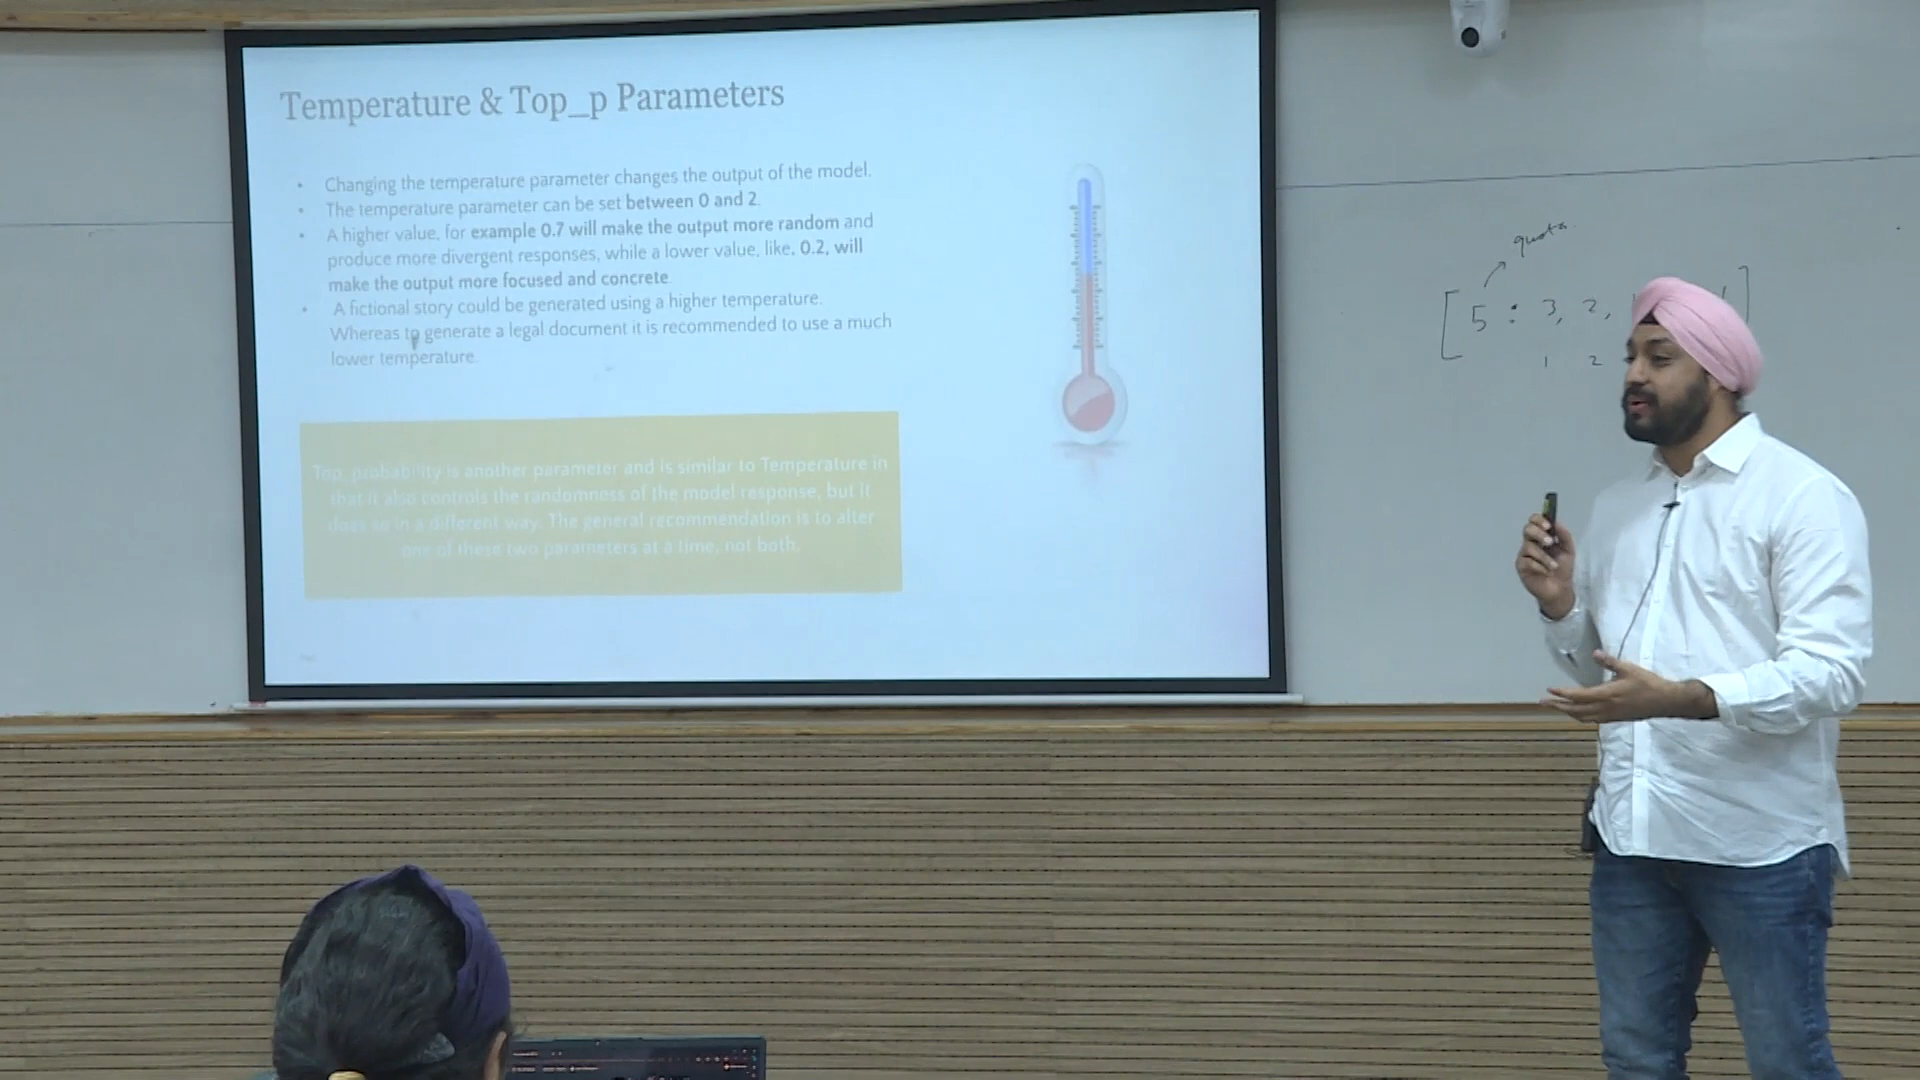 Temperature & Top_p Parameters
• Changing the temperature parameter changes the output of the model.
• The temperature parameter can be set between 0 and 2.
• A higher value, for example 0.7 will make the output more random and
produce more divergent responses, while a lower value, like, 0.2, will
make the output more focused and concrete
• A fictional story could be generated using a higher temperature.
Whereas to generate a legal document it is recommended to use a much
lower temperature.
Top_probability is another parameter and is similar to Temperature in
that it also controls the randomness of the model response, but it
does so in a different way. The general recommendation is to alter
one of these two parameters at a time, not both.
quota
[ 5 : 3, 2, ]
1 2